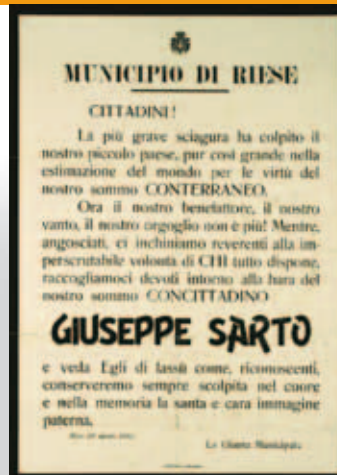 MUNICIPIO DI RIESE
CITTADINI!
La più grave sciagura ha colpito il
nostro piccolo paese, pur così grande nella
estimazione del mondo per le virtù del
nostro sommo CONTERRANEO.
Ora il nostro benefattore, il nostro
vanto, il nostro orgoglio non è più! Mentre,
angosciati, ci inchiniamo reverenti alla im-
perscrutabile volontà di CHI tutto dispone,
raccogliamoci devoti intorno alla bara del
nostro sommo CONCITTADINO
GIUSEPPE SARTO
e veda Egli di lassù come, riconoscenti,
conserveremo sempre scolpita nel cuore
e nella memoria la santa e cara immagine
paterna.
La Giunta Municipale